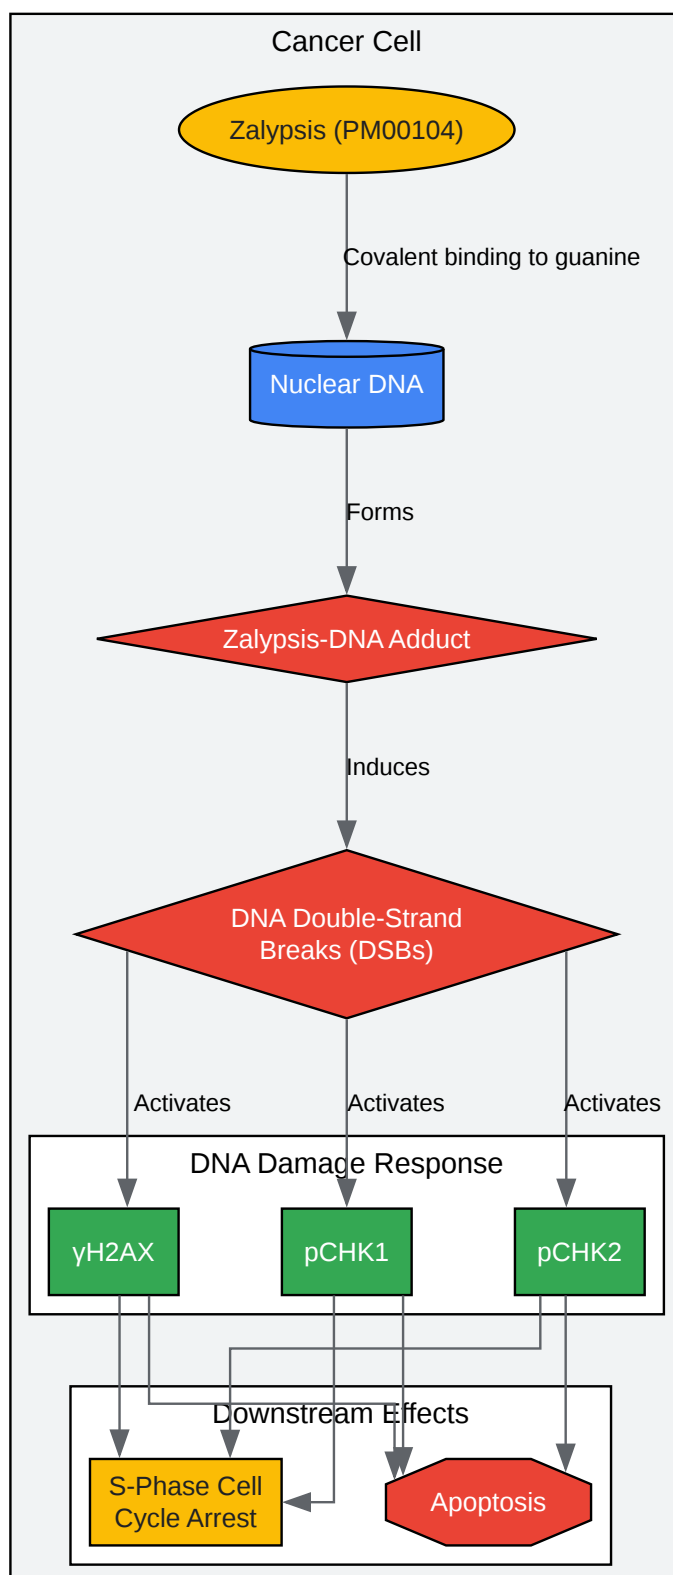 Cancer Cell
Zalypsis (PM00104)
Covalent binding to guanine
Nuclear DNA
Forms
Zalypsis-DNA Adduct
Induces
DNA Double-Strand
Breaks (DSBs)
Activates
Activates
Activates
DNA Damage Response
γH2AX
pCHK1
pCHK2
Downstream Effects
S-Phase Cell
Cycle Arrest
Apoptosis